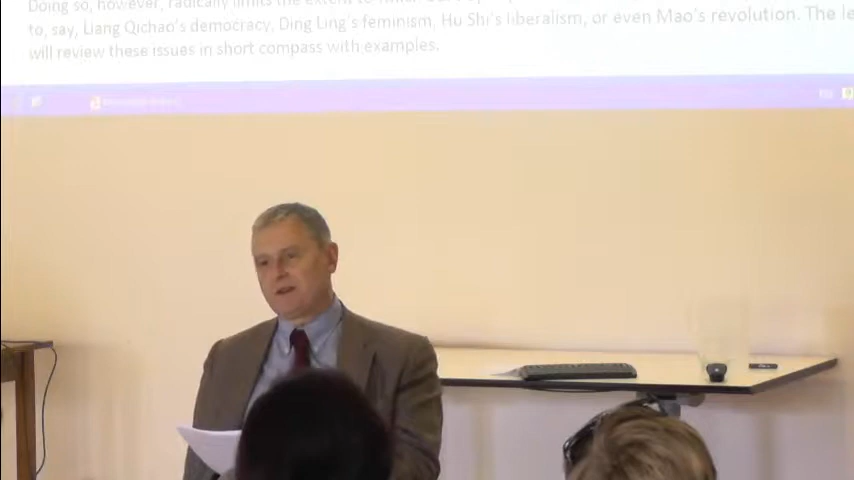 Doing so, however, radically limits the extent to
to, say, Liang Qichao's democracy, Ding Ling's feminism, Hu Shi's liberalism, or even Mao's revolution. The le
will review these issues in short compass with examples.